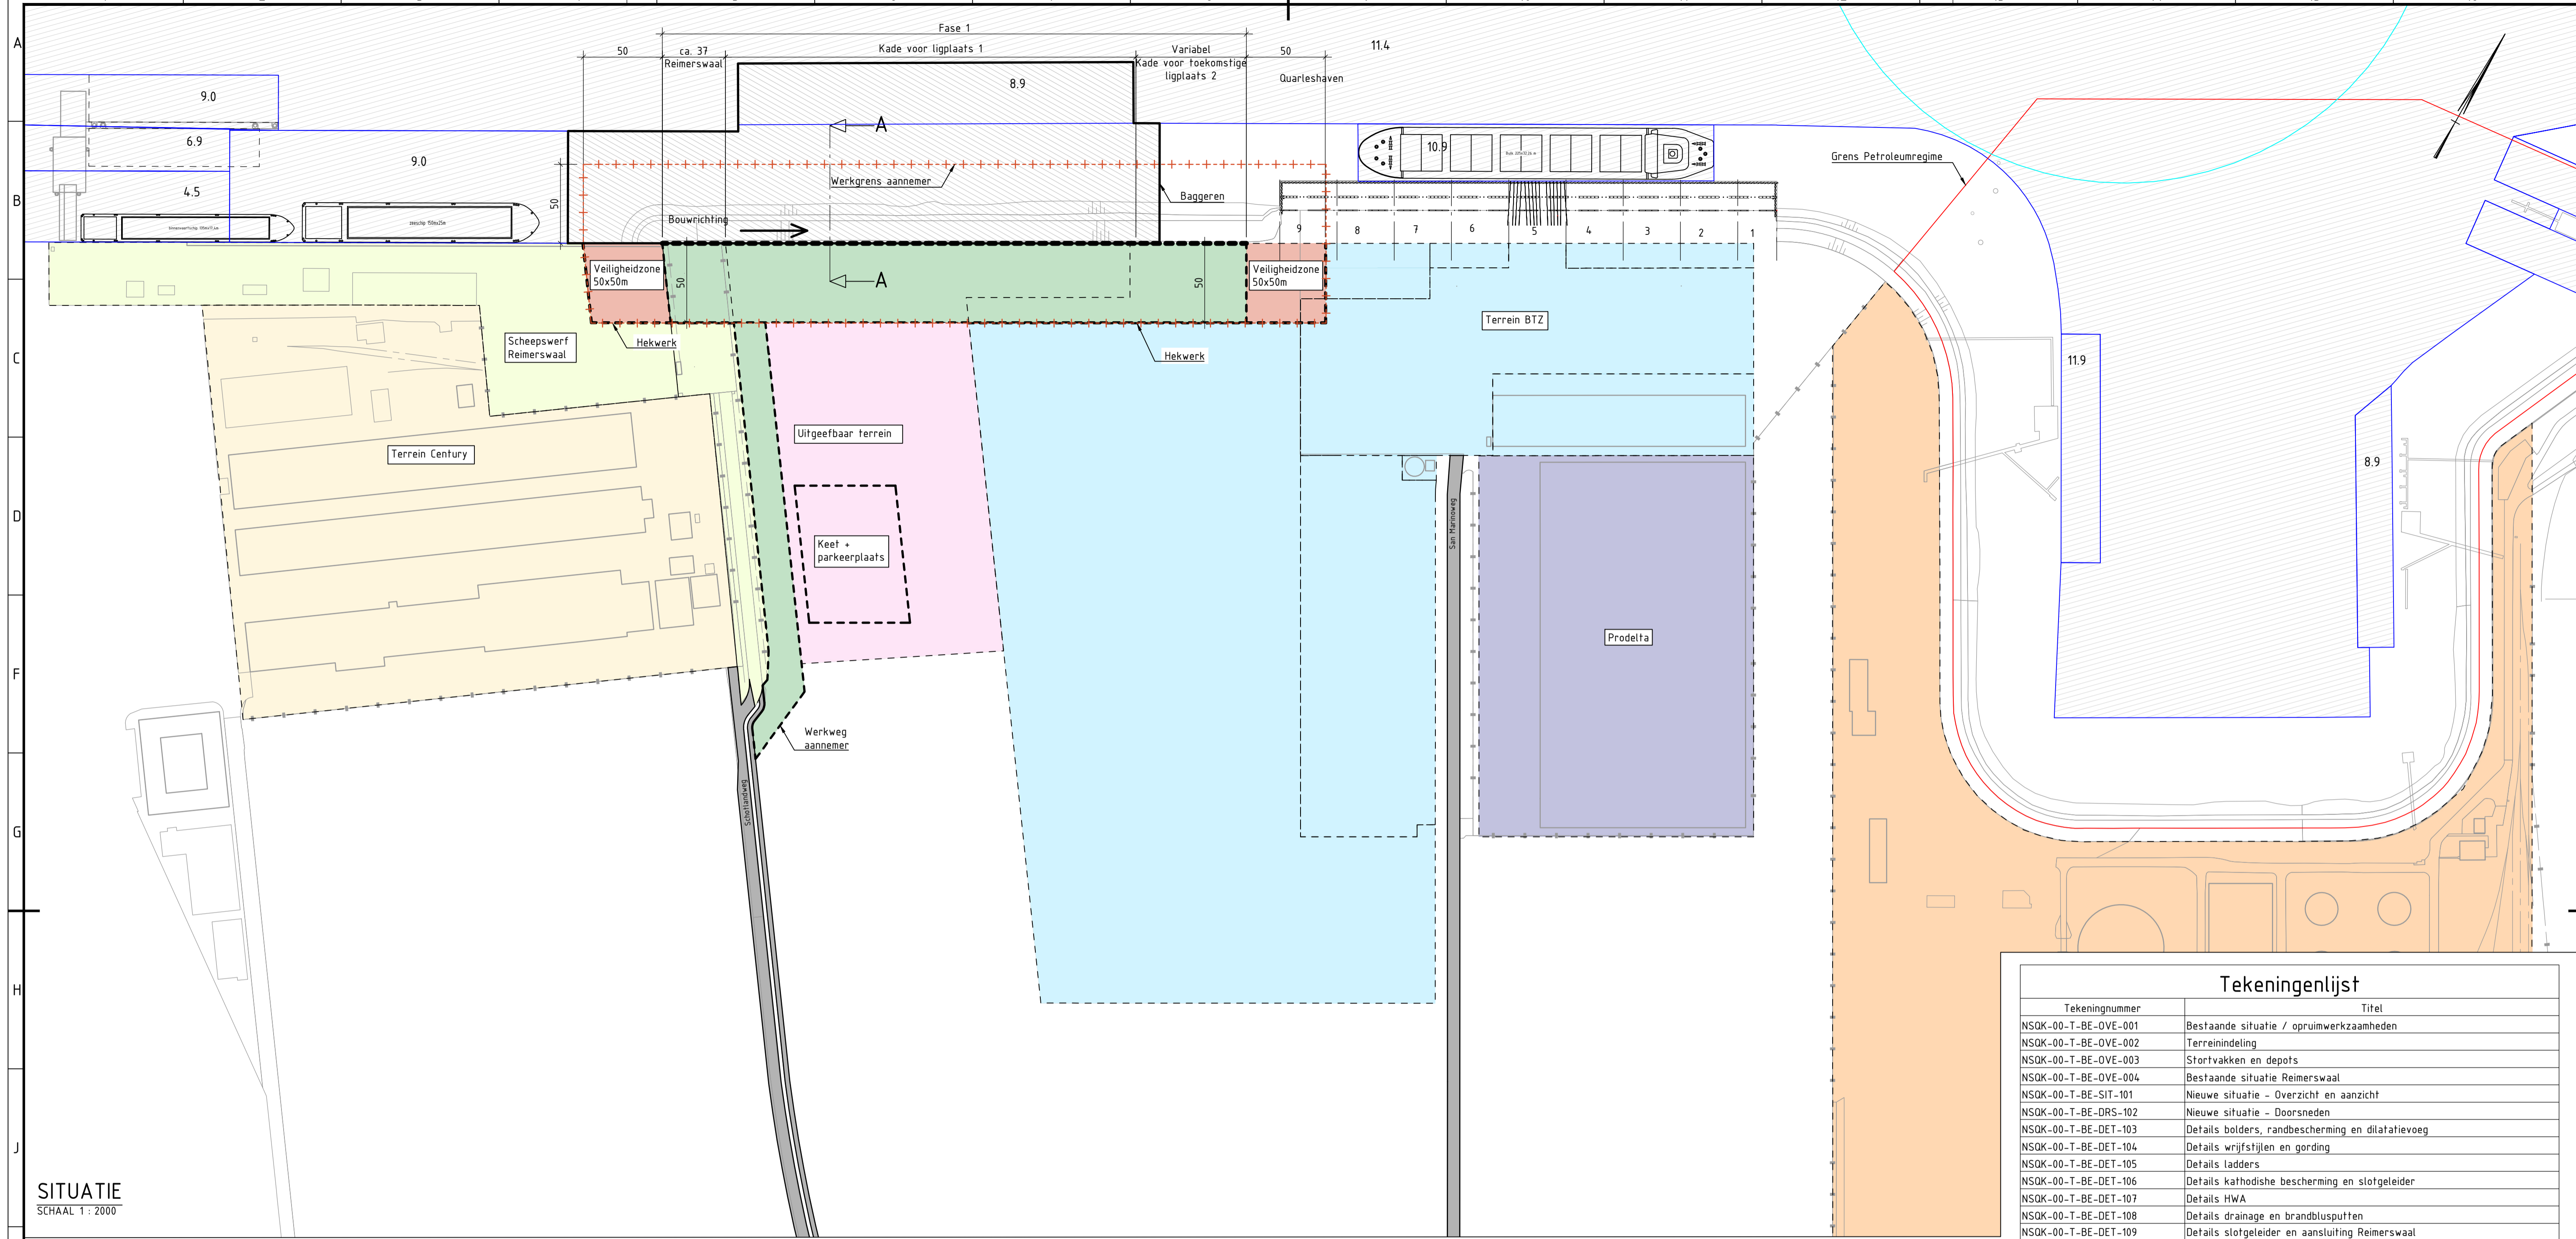 A
B
C
D
F
G
H
J
Fase 1
50
ca. 37
Reimerswaal
Kade voor ligplaats 1
Variabel
Kade voor toekomstige
ligplaats 2
50
Quarleshaven
11.4
8.9
9.0
6.9
4.5
9.0
zeeschip 150mx25m
A
Werkgrens aannemer
Baggeren
50
Bouwrichting
10.9
Grens Petroleumregime
9
8
7
6
5
4
3
2
1
Veiligheidzone
50x50m
50
A
50
Veiligheidzone
50x50m
Hekwerk
Hekwerk
Scheepswerf
Reimerswaal
Terrein BTZ
11.9
8.9
Uitgeefbaar terrein
Terrein Century
Keet +
parkeerplaats
San Marinoweg
Prodelta
Werkweg
aannemer
Schotlandweg
SITUATIE
SCHAAL 1 : 2000
Tekeningenlijst
Tekeningnummer Titel
NSQK-00-T-BE-OVE-001 Bestaande situatie / opruimwerkzaamheden
NSQK-00-T-BE-OVE-002 Terreinindeling
NSQK-00-T-BE-OVE-003 Stortvakken en depots
NSQK-00-T-BE-OVE-004 Bestaande situatie Reimerswaal
NSQK-00-T-BE-SIT-101 Nieuwe situatie - Overzicht en aanzicht
NSQK-00-T-BE-DRS-102 Nieuwe situatie - Doorsneden
NSQK-00-T-BE-DET-103 Details bolders, randbescherming en dilatatievoeg
NSQK-00-T-BE-DET-104 Details wrijfstijlen en gording
NSQK-00-T-BE-DET-105 Details ladders
NSQK-00-T-BE-DET-106 Details kathodishe bescherming en slotgeleider
NSQK-00-T-BE-DET-107 Details HWA
NSQK-00-T-BE-DET-108 Details drainage en brandblusputten
NSQK-00-T-BE-DET-109 Details slotgeleider en aansluiting Reimerswaal